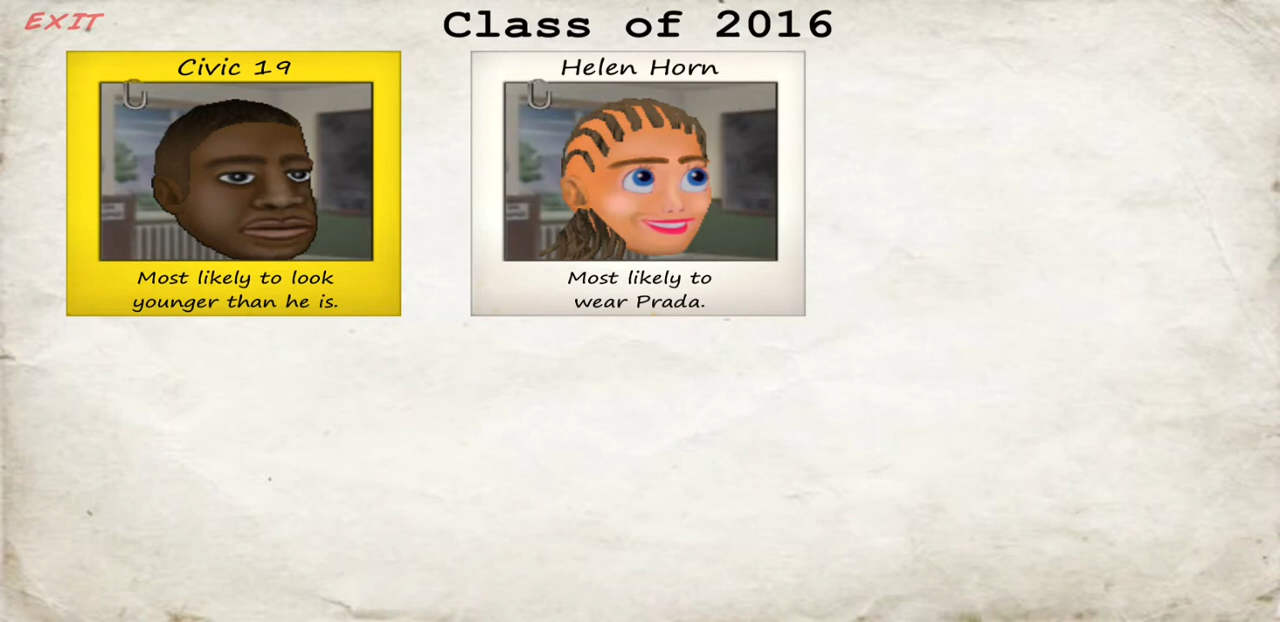 EXIT
Class of 2016
Civic 19
Most likely to look
younger than he is.
Helen Horn
Most likely to
wear Prada.